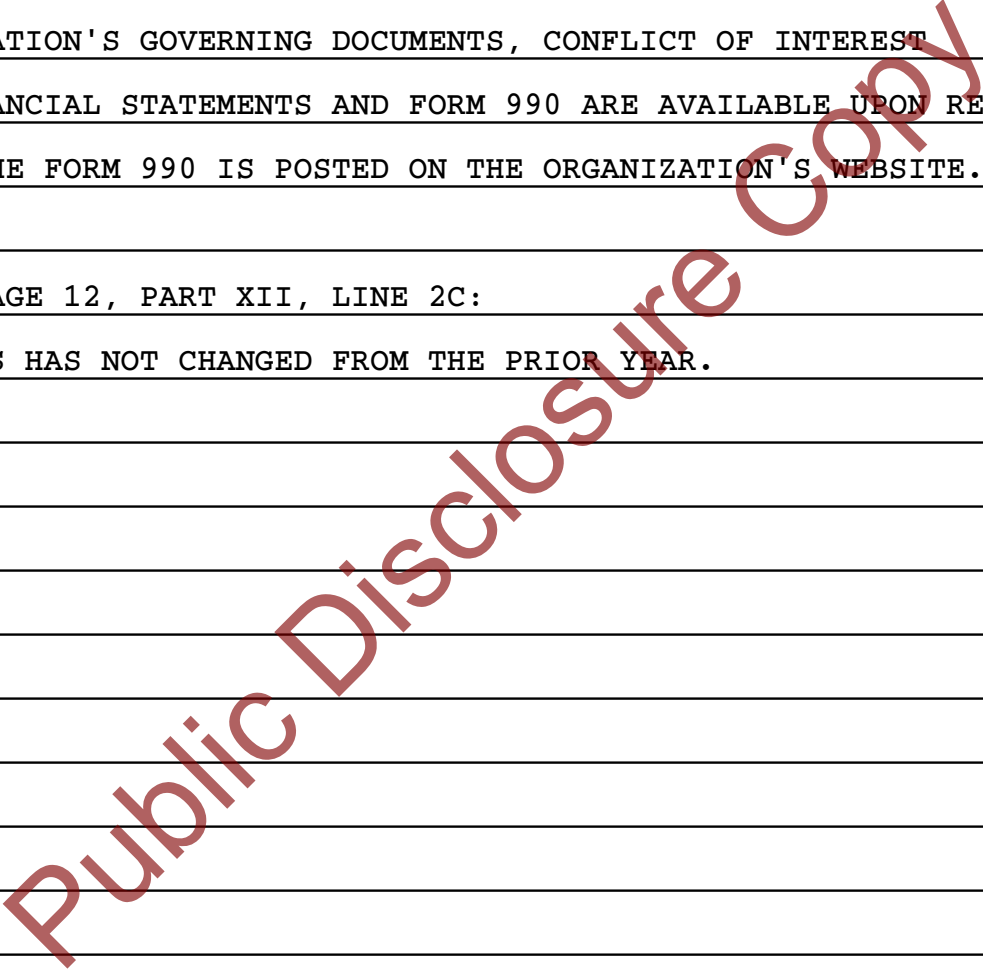 ATION'S GOVERNING DOCUMENTS, CONFLICT OF INTEREST
ANCIAL STATEMENTS AND FORM 990 ARE AVAILABLE UPON RE
HE FORM 990 IS POSTED ON THE ORGANIZATION'S WEBSITE.
AGE 12, PART XII, LINE 2C:
S HAS NOT CHANGED FROM THE PRIOR YEAR.
Public Disclosure Copy